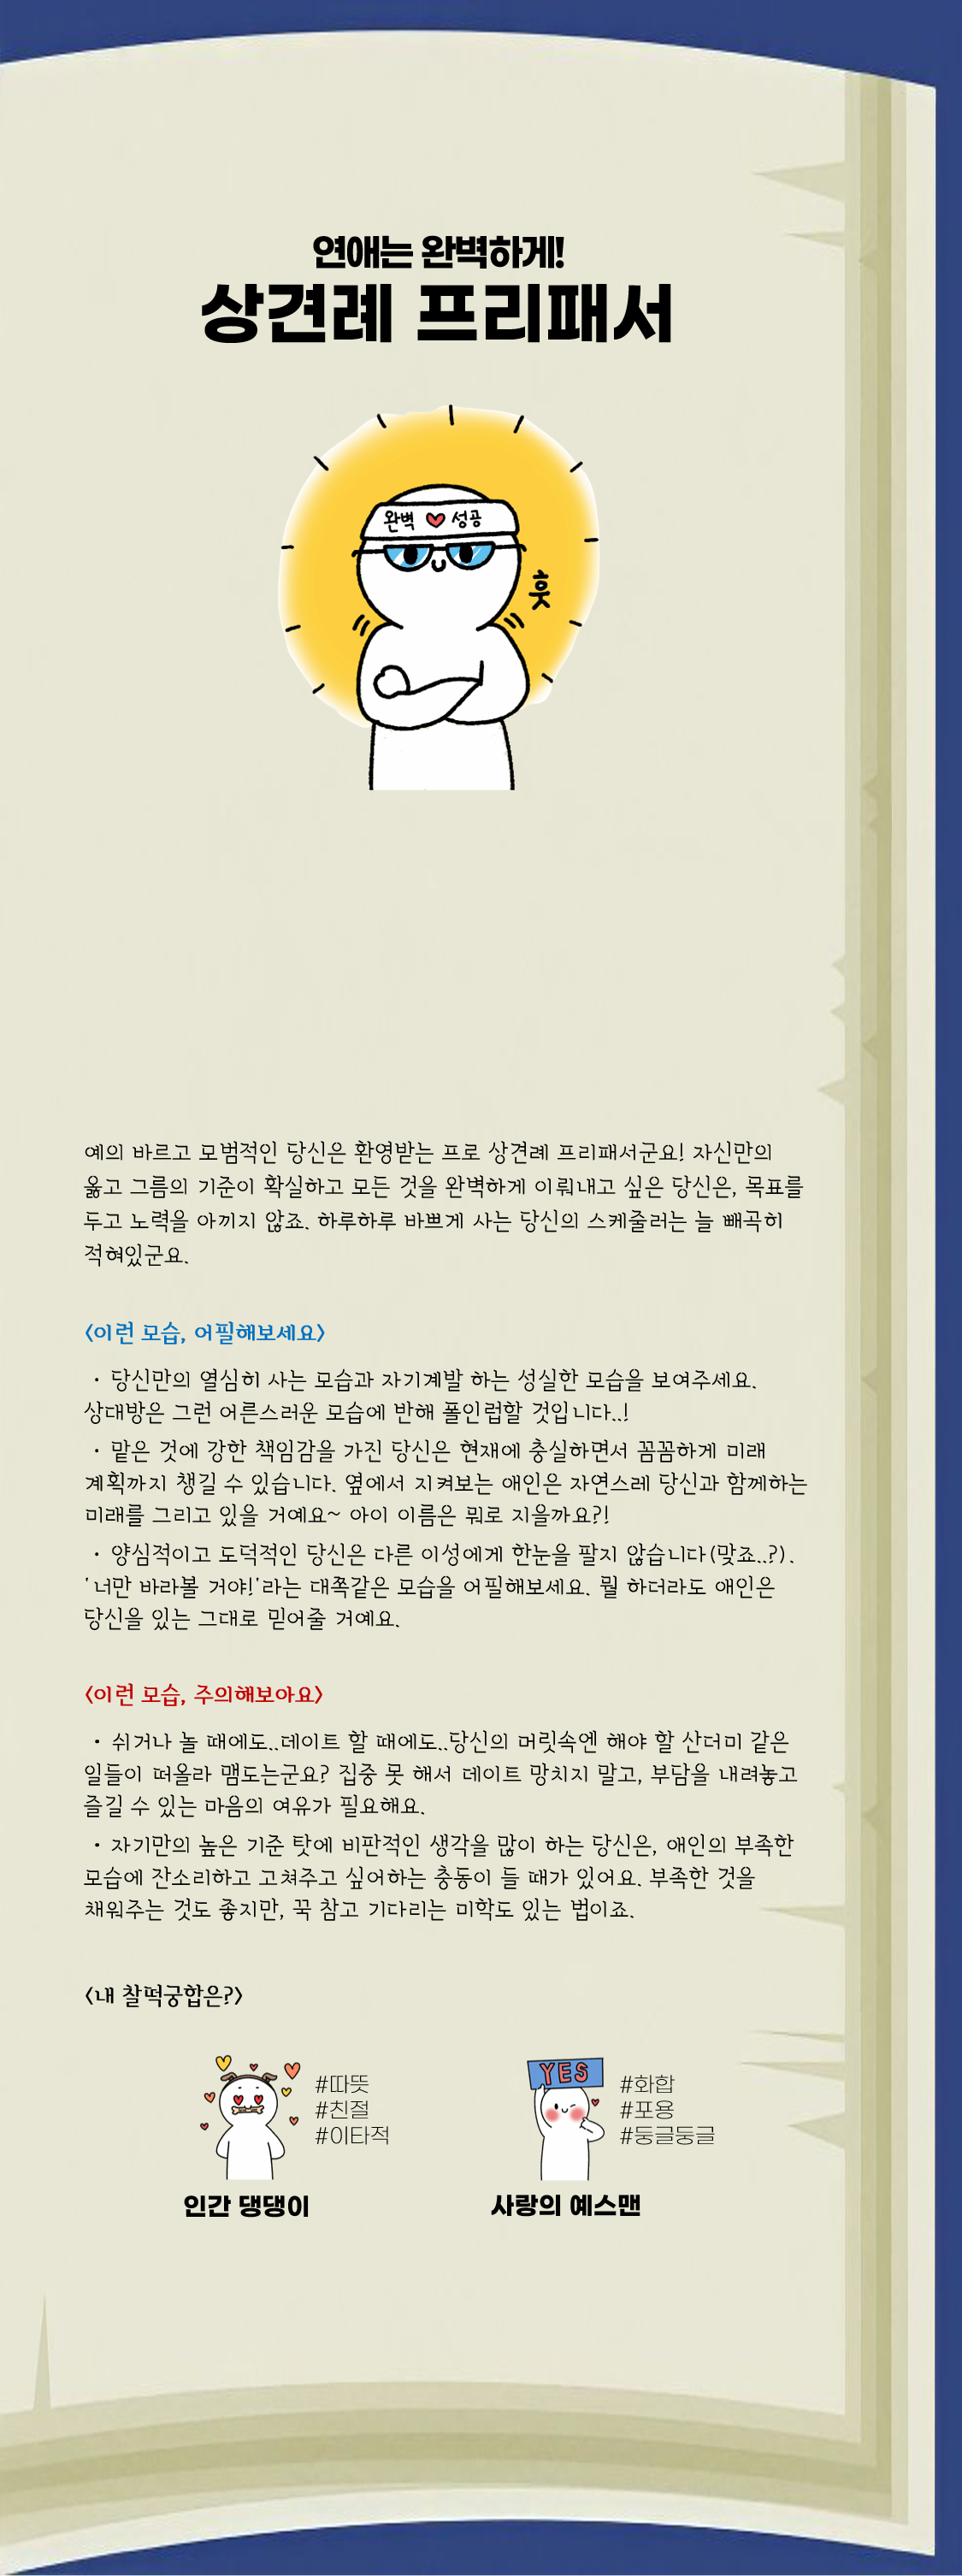 연애는 완벽하게!
상견례 프리패서
완벽 ♥ 성공
훗
예의 바르고 모범적인 당신은 환영받는 프로 상견례 프리패서군요! 자신만의
옳고 그름의 기준이 확실하고 모든 것을 완벽하게 이뤄내고 싶은 당신은, 목표를
두고 노력을 아끼지 않죠. 하루하루 바쁘게 사는 당신의 스케줄러는 늘 빼곡히
적혀있군요.
<이런 모습, 어필해보세요>
· 당신만의 열심히 사는 모습과 자기계발 하는 성실한 모습을 보여주세요.
상대방은 그런 어른스러운 모습에 반해 폴인럽할 것입니다..!
· 맡은 것에 강한 책임감을 가진 당신은 현재에 충실하면서 꼼꼼하게 미래
계획까지 챙길 수 있습니다. 옆에서 지켜보는 애인은 자연스레 당신과 함께하는
미래를 그리고 있을 거예요~ 아이 이름은 뭐로 지을까요?!
· 양심적이고 도덕적인 당신은 다른 이성에게 한눈을 팔지 않습니다(맞죠..?).
'너만 바라볼 거야!'라는 대쪽같은 모습을 어필해보세요. 뭘 하더라도 애인은
당신을 있는 그대로 믿어줄 거예요.
<이런 모습, 주의해보아요>
· 쉬거나 놀 때에도..데이트 할 때에도..당신의 머릿속엔 해야 할 산더미 같은
일들이 떠올라 맴도는군요? 집중 못 해서 데이트 망치지 말고, 부담을 내려놓고
즐길 수 있는 마음의 여유가 필요해요.
· 자기만의 높은 기준 탓에 비판적인 생각을 많이 하는 당신은, 애인의 부족한
모습에 잔소리하고 고쳐주고 싶어하는 충동이 들 때가 있어요. 부족한 것을
채워주는 것도 좋지만, 꾹 참고 기다리는 미학도 있는 법이죠.
<내 찰떡궁합은?>
#따뜻
#친절
#이타적
인간 댕댕이
YES
#화합
#포용
#둥글둥글
사랑의 예스맨